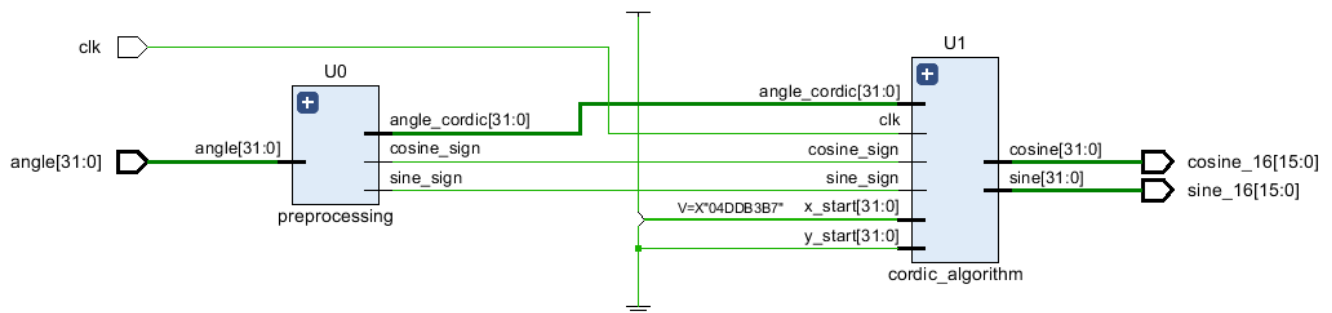 clk
U0
angle[31:0]
angle[31:0]
angle_cordic[31:0]
cosine_sign
sine_sign
preprocessing
U1
angle_cordic[31:0]
clk
cosine_sign
sine_sign
V=X"04DDB3B7" x_start[31:0]
y_start[31:0]
cosine[31:0]
sine[31:0]
cordic_algorithm
cosine_16[15:0]
sine_16[15:0]